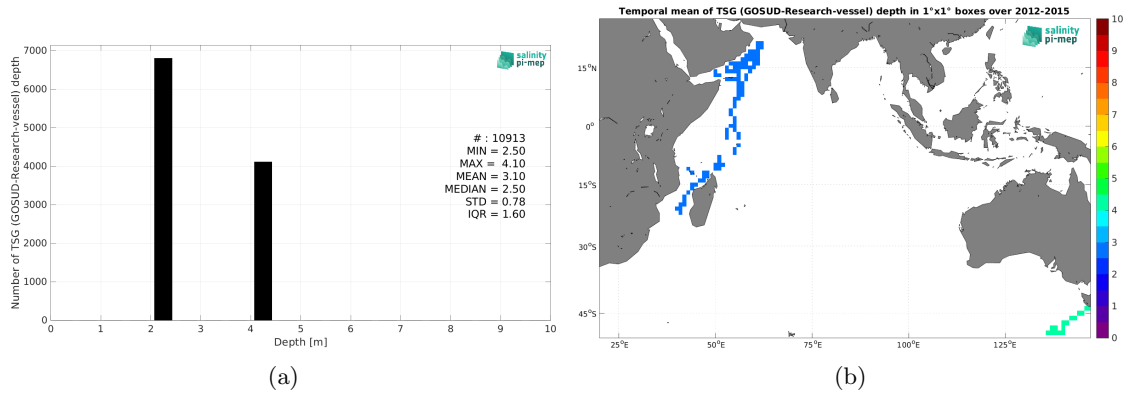 7000
6000
5000
4000
3000
2000
1000
0
Number of TSG (GOSUD-Research-vessel) depth
0 1 2 3 4 5 6 7 8 9 10
Depth [m]
salinity
pi-mep
# : 10913
MIN = 2.50
MAX = 4.10
MEAN = 3.10
MEDIAN = 2.50
STD = 0.78
IQR = 1.60
(a)
Temporal mean of TSG (GOSUD-Research-vessel) depth in 1°x1° boxes over 2012-2015
salinity
pi-mep
15°N
0°
15°S
30°S
45°S
25°E 50°E 75°E 100°E 125°E
10
9
8
7
6
5
4
3
2
1
0
(b)